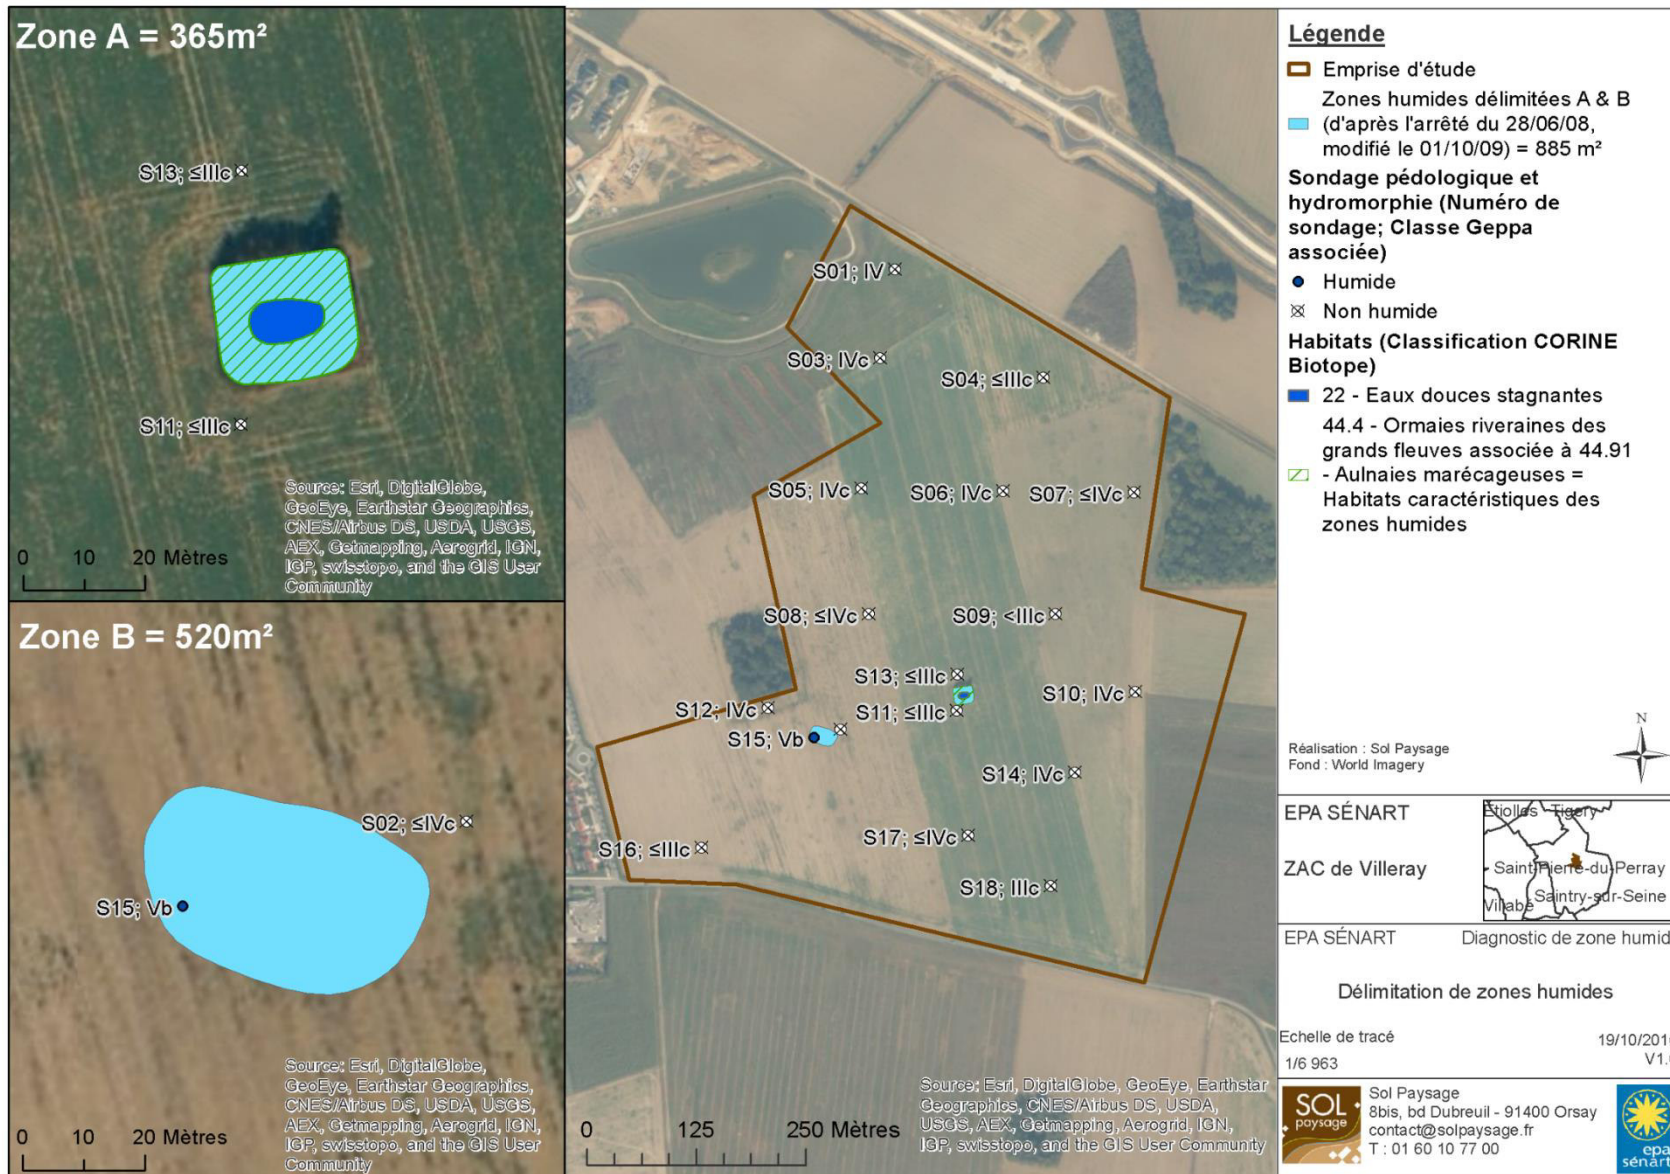 Zone A = 365m²
S13; ≤IIIc
S11; ≤IIIc
Source: Esri, DigitalGlobe,
GeoEye, Earthstar Geographics,
CNES/Airbus DS, USDA, USGS,
AEX, Getmapping, Aerogrid, IGN,
IGP, swisstopo, and the GIS User
Community
0 10 20 Mètres
Zone B = 520m²
S02; ≤IVc
S15; Vb
Source: Esri, DigitalGlobe,
GeoEye, Earthstar Geographics,
CNES/Airbus DS, USDA, USGS,
AEX, Getmapping, Aerogrid, IGN,
IGP, swisstopo, and the GIS User
Community
0 10 20 Mètres
S01; IV
S03; IVc
S04; ≤IIIc
S05; IVc
S06; IVc
S07; ≤IVc
S08; ≤IVc
S09; <IIIc
S13; ≤IIIc
S10; IVc
S12; IVc
S11; ≤IIIc
S15; Vb
S14; IVc
S17; ≤IVc
S16; ≤IIIc
S18; IIIc
Source: Esri, DigitalGlobe, GeoEye, Earthstar
Geographics, CNES/Airbus DS, USDA,
USGS, AEX, Getmapping, Aerogrid, IGN,
IGP, swisstopo, and the GIS User Community
0 125 250 Mètres
Légende
Emprise d'étude
Zones humides délimitées A & B
(d'après l'arrêté du 28/06/08,
modifié le 01/10/09) = 885 m²
Sondage pédologique et
hydromorphie (Numéro de
sondage; Classe Geppa
associée)
Humide
Non humide
Habitats (Classification CORINE
Biotope)
22 - Eaux douces stagnantes
44.4 - Ormaies riveraines des
grands fleuves associée à 44.91
- Aulnaies marécageuses =
Habitats caractéristiques des
zones humides
N
Réalisation : Sol Paysage
Fond : World Imagery
EPA SÉNART
ZAC de Villeray
Etiolles Tigery
Saint-Pierre-du-Perray
Saintry-sur-Seine
Villabé
EPA SÉNART Diagnostic de zone humid
Délimitation de zones humides
Echelle de tracé
1/6 963
19/10/201
V1.
SOL
paysage
Sol Paysage
8bis, bd Dubreuil - 91400 Orsay
contact@solpaysage.fr
T : 01 60 10 77 00
epa
sénart